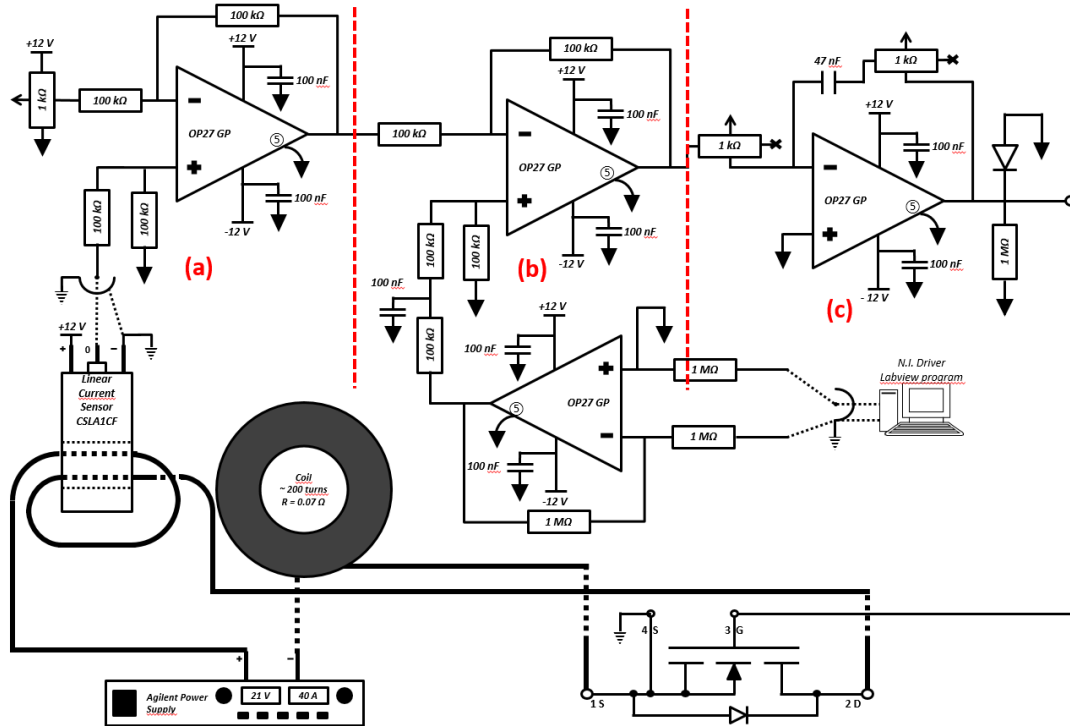 100 kΩ
+12 V
+12 V
1 kΩ
100 kΩ
100 nF
OP27 GP
5
100 kΩ
100 kΩ
-12 V
100 nF
(a)
100 kΩ
+12 V
100 nF
100 kΩ
OP27 GP
5
100 kΩ
100 kΩ
-12 V
100 nF
(b)
100 nF
100 kΩ
47 nF
1 kΩ
+12 V
1 kΩ
100 nF
OP27 GP
5
1 MΩ
- 12 V
100 nF
(c)
+12 V
100 nF
OP27 GP
5
1 MΩ
1 MΩ
100 nF
-12 V
1 MΩ
N.I. Driver
Labview program
+12 V
+
0
−
Linear
Current
Sensor
CSLA1CF
Coil
~ 200 turns
R = 0.07 Ω
+
−
Agilent Power
Supply
21 V
40 A
4 S
3 G
1 S
2 D